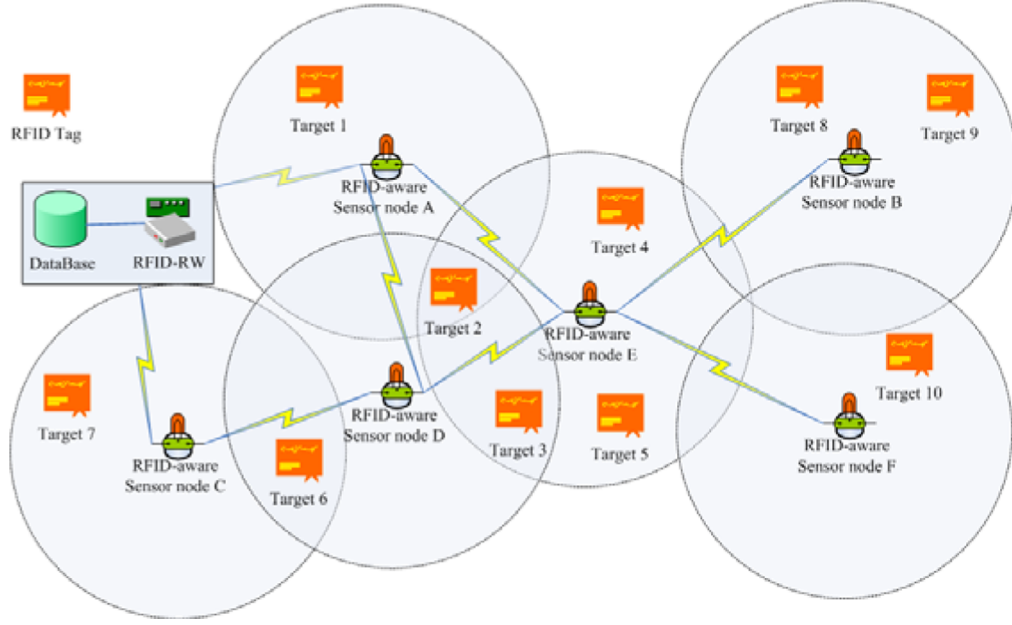 RFID Tag
Target 1
Target 8
Target 9
RFID-aware
Sensor node A
RFID-aware
Sensor node B
Target 4
DataBase
RFID-RW
Target 2
RFID-aware
Sensor node E
Target 7
RFID-aware
Sensor node D
Target 3
Target 5
Target 10
RFID-aware
Sensor node C
Target 6
RFID-aware
Sensor node F